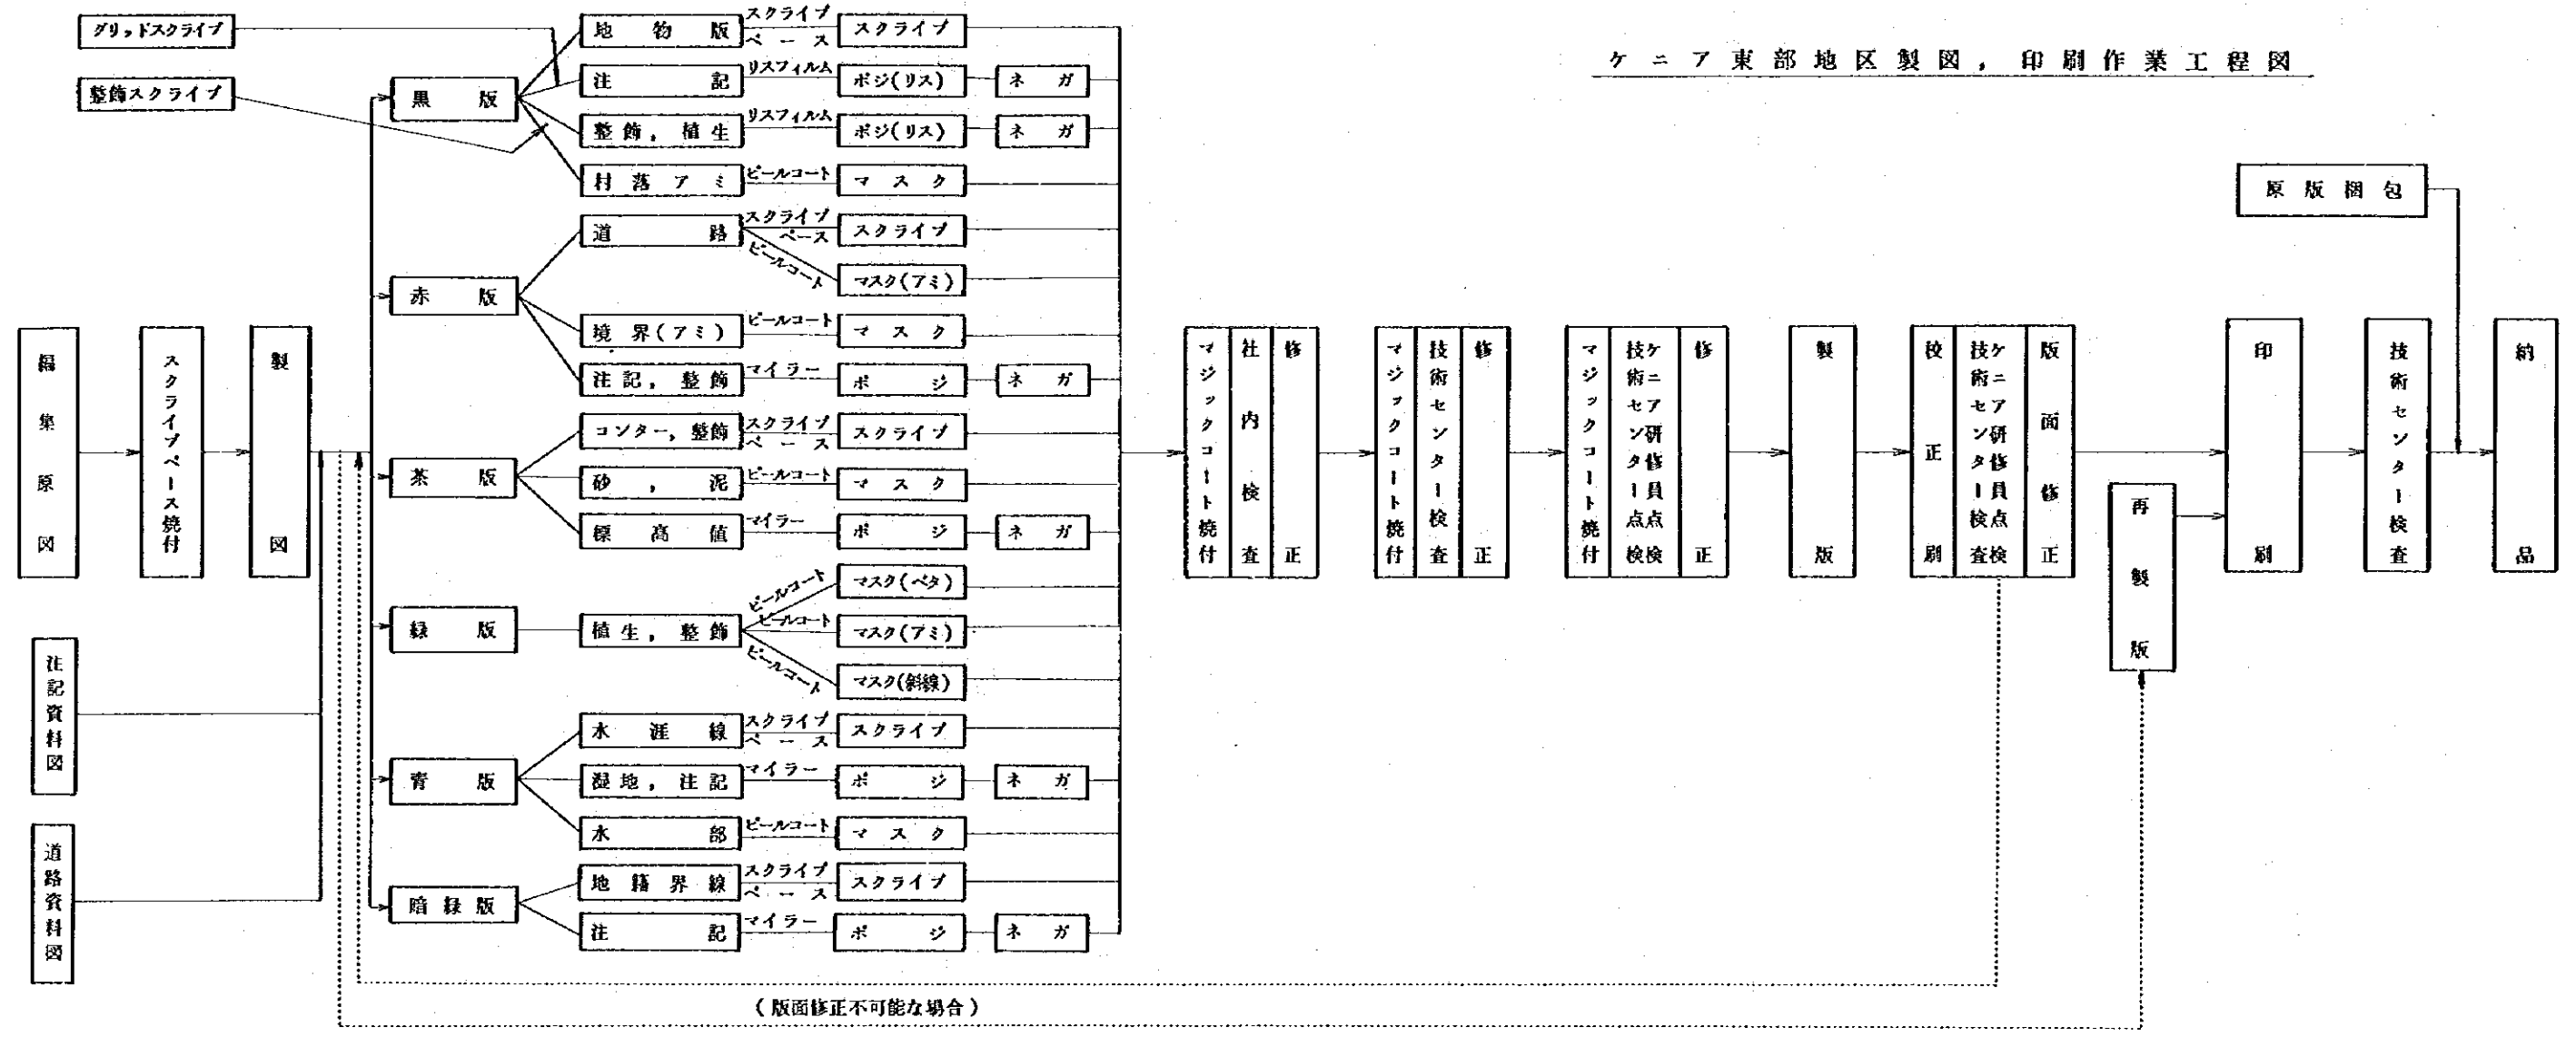 ケニア東部地区製図，印刷作業工程図
グリッドスクライブ
整飾スクライブ
編集原図
スクライブベース焼付
製図
注記資料図
道路資料図
黒版
地物版
スクライブベース
スクライブ
注記
リスフィルム
ポジ(リス)
ネガ
整飾，植生
リスフィルム
ポジ(リス)
ネガ
村落アミ
ピールコート
マスク
赤版
道路
スクライブベース
スクライブ
ピールコート
マスク(アミ)
境界(アミ)
ピールコート
マスク
注記，整飾
マイラー
ポジ
ネガ
茶版
コンター，整飾
スクライブベース
スクライブ
砂，泥
ピールコート
マスク
標高値
マイラー
ポジ
ネガ
緑版
植生，整飾
ピールコート
マスク(ベタ)
ピールコート
マスク(アミ)
ピールコート
マスク(斜線)
青版
水涯線
スクライブベース
スクライブ
湿地，注記
マイラー
ポジ
ネガ
水部
ピールコート
マスク
暗緑版
地籍界線
スクライブベース
スクライブ
注記
マイラー
ポジ
ネガ
マジックコート焼付
社内検査
修正
マジックコート焼付
技術センター検査
修正
マジックコート焼付
技術センター点検
ケニア研修員点検
修正
製版
校正刷
技術センター検査
ケニア研修員点検
版面修正
再製版
印刷
技術センター検査
原版梱包
納品
(版面修正不可能な場合)